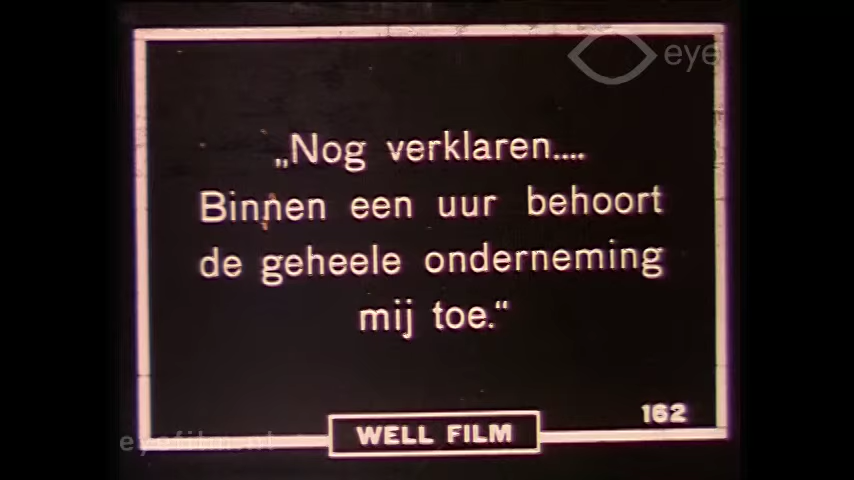 eye
„Nog verklaren....
Binnen een uur behoort
de geheele onderneming
mij toe.“
162
WELL FILM
eyefilm.nl